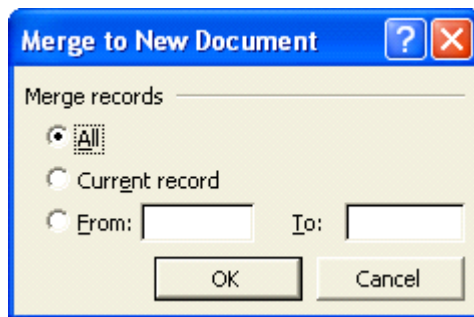 Merge to New Document
Merge records
All
Current record
From: To:
OK Cancel